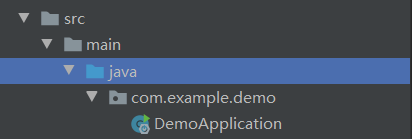 src
main
java
com.example.demo
DemoApplication